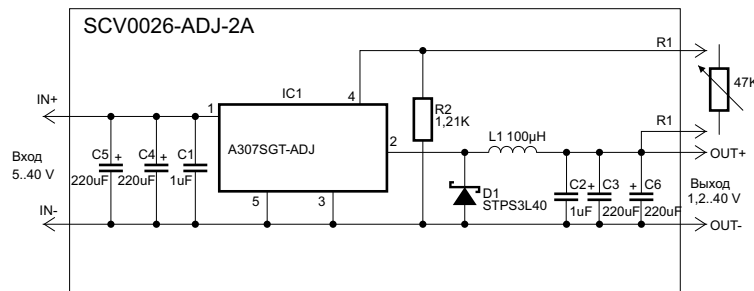 SCV0026-ADJ-2A
R1
IC1
4
47K
IN+
1
R2
1,21K
A307SGT-ADJ
2
L1 100µH
R1
OUT+
Вход
5..40 V
C5
+
220uF
C4
+
220uF
C1
1uF
D1
STPS3L40
C2
1uF
+
C3
220uF
+
C6
220uF
Выход
1,2..40 V
5
3
IN-
OUT-